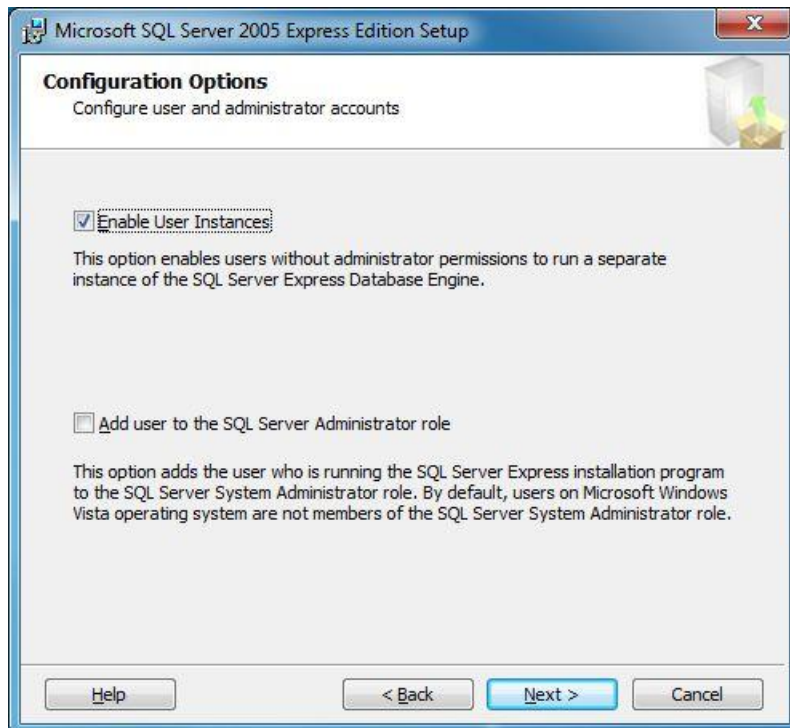 Microsoft SQL Server 2005 Express Edition Setup
Configuration Options
Configure user and administrator accounts
Enable User Instances
This option enables users without administrator permissions to run a separate
instance of the SQL Server Express Database Engine.
Add user to the SQL Server Administrator role
This option adds the user who is running the SQL Server Express installation program
to the SQL Server System Administrator role. By default, users on Microsoft Windows
Vista operating system are not members of the SQL Server System Administrator role.
Help
< Back
Next >
Cancel